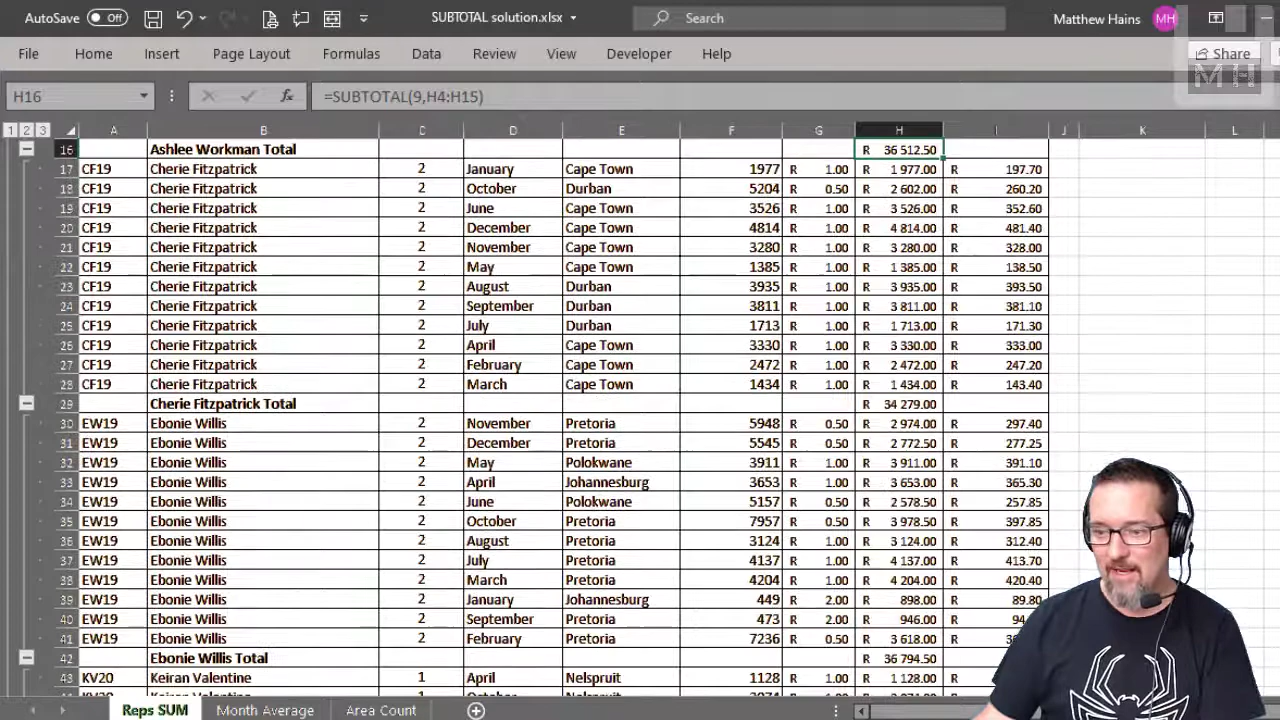 AutoSave Off SUBTOTAL solution.xlsx Search Matthew Hains MH
File Home Insert Page Layout Formulas Data Review View Developer Help Share
MH
H16 fx =SUBTOTAL(9,H4:H15)
1 2 3 A B C D E F G H I J K L
16 Ashlee Workman Total R 36 512.50
17 CF19 Cherie Fitzpatrick 2 January Cape Town 1977 R 1.00 R 1 977.00 R 197.70
18 CF19 Cherie Fitzpatrick 2 October Durban 5204 R 0.50 R 2 602.00 R 260.20
19 CF19 Cherie Fitzpatrick 2 June Cape Town 3526 R 1.00 R 3 526.00 R 352.60
20 CF19 Cherie Fitzpatrick 2 December Cape Town 4814 R 1.00 R 4 814.00 R 481.40
21 CF19 Cherie Fitzpatrick 2 November Cape Town 3280 R 1.00 R 3 280.00 R 328.00
22 CF19 Cherie Fitzpatrick 2 May Cape Town 1385 R 1.00 R 1 385.00 R 138.50
23 CF19 Cherie Fitzpatrick 2 August Durban 3935 R 1.00 R 3 935.00 R 393.50
24 CF19 Cherie Fitzpatrick 2 September Durban 3811 R 1.00 R 3 811.00 R 381.10
25 CF19 Cherie Fitzpatrick 2 July Durban 1713 R 1.00 R 1 713.00 R 171.30
26 CF19 Cherie Fitzpatrick 2 April Cape Town 3330 R 1.00 R 3 330.00 R 333.00
27 CF19 Cherie Fitzpatrick 2 February Cape Town 2472 R 1.00 R 2 472.00 R 247.20
28 CF19 Cherie Fitzpatrick 2 March Cape Town 1434 R 1.00 R 1 434.00 R 143.40
29 Cherie Fitzpatrick Total R 34 279.00
30 EW19 Ebonie Willis 2 November Pretoria 5948 R 0.50 R 2 974.00 R 297.40
31 EW19 Ebonie Willis 2 December Pretoria 5545 R 0.50 R 2 772.50 R 277.25
32 EW19 Ebonie Willis 2 May Polokwane 3911 R 1.00 R 3 911.00 R 391.10
33 EW19 Ebonie Willis 2 April Johannesburg 3653 R 1.00 R 3 653.00 R 365.30
34 EW19 Ebonie Willis 2 June Polokwane 5157 R 0.50 R 2 578.50 R 257.85
35 EW19 Ebonie Willis 2 October Pretoria 7957 R 0.50 R 3 978.50 R 397.85
36 EW19 Ebonie Willis 2 August Pretoria 3124 R 1.00 R 3 124.00 R 312.40
37 EW19 Ebonie Willis 2 July Pretoria 4137 R 1.00 R 4 137.00 R 413.70
38 EW19 Ebonie Willis 2 March Pretoria 4204 R 1.00 R 4 204.00 R 420.40
39 EW19 Ebonie Willis 2 January Johannesburg 449 R 2.00 R 898.00 R 89.80
40 EW19 Ebonie Willis 2 September Pretoria 473 R 2.00 R 946.00 R
41 EW19 Ebonie Willis 2 February Pretoria 7236 R 0.50 R 3 618.00 R
42 Ebonie Willis Total R 36 794.50
43 KV20 Keiran Valentine 1 April Nelspruit 1128 R 1.00 R 1 128.00 R
Reps SUM Month Average Area Count